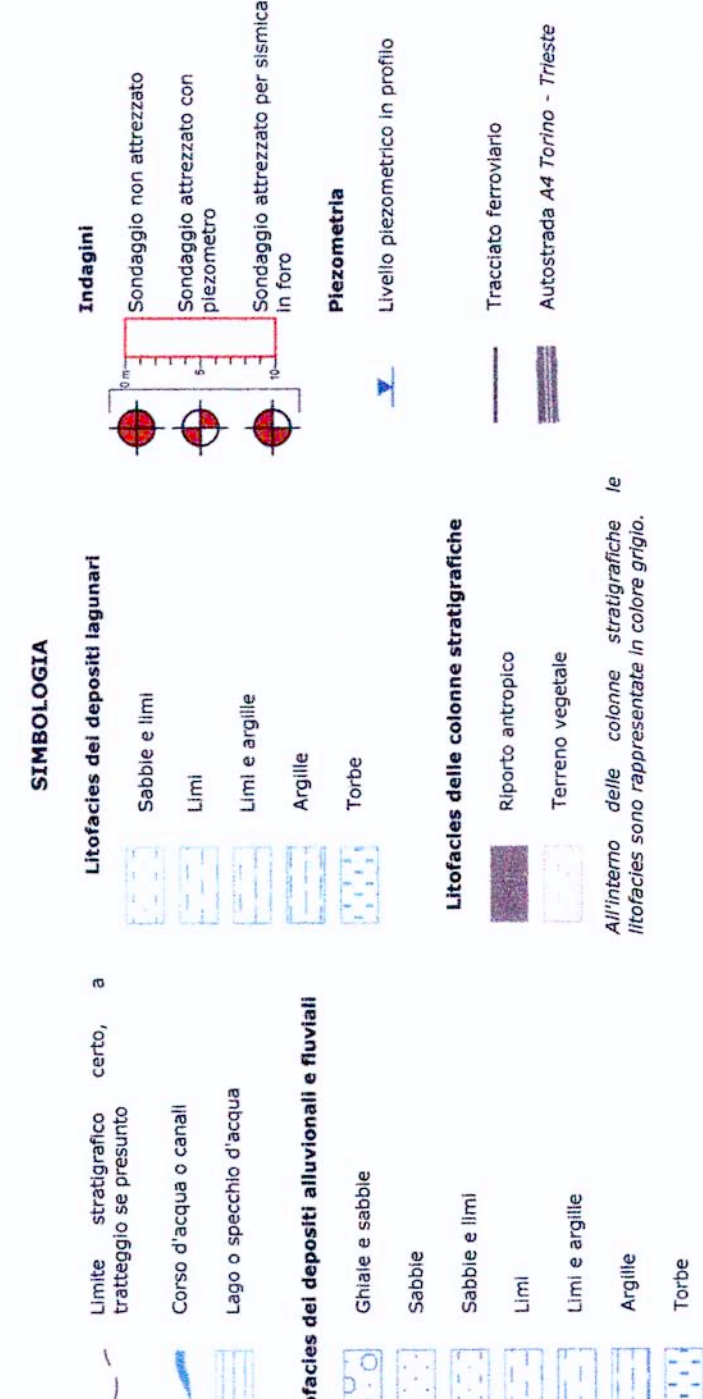 SIMBOLOGIA
Limite stratigrafico certo, a
tratteggio se presunto
Corso d'acqua o canali
Lago o specchio d'acqua
ofacies dei depositi alluvionali e fluviali
Ghiaie e sabbie
Sabbie
Sabbie e limi
Limi
Limi e argille
Argille
Torbe
Litofacies dei depositi lagunari
Sabbie e limi
Limi
Limi e argille
Argille
Torbe
Litofacies delle colonne stratigrafiche
Riporto antropico
Terreno vegetale
All'interno delle colonne stratigrafiche le
litofacies sono rappresentate in colore grigio.
Indagini
0 m
5
10
Sondaggio non attrezzato
Sondaggio attrezzato con
piezometro
Sondaggio attrezzato per sismica
in foro
Piezometria
Livello piezometrico in profilo
Tracciato ferroviario
Autostrada A4 Torino - Trieste